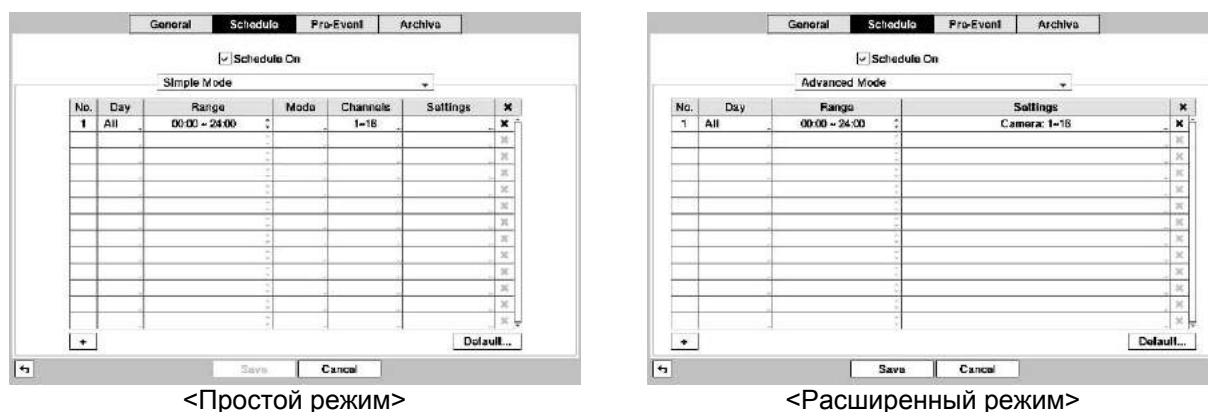 General Schedule Pre-Event Archive
Schedule On
Simple Mode
No. Day Range Mode Channels Settings ×
1 All 00:00 ~ 24:00 1~16 ×
+ Default...
Save Cancel
<Простой режим>
General Schedule Pre-Event Archive
Schedule On
Advanced Mode
No. Day Range Settings ×
1 All 00:00 ~ 24:00 Camera: 1~16 ×
+ Default...
Save Cancel
<Расширенный режим>